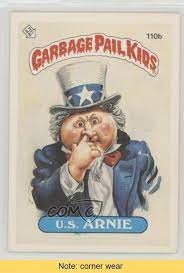 110b
GARBAGE PAIL KIDS
U.S. ARNIE
Note: corner wear